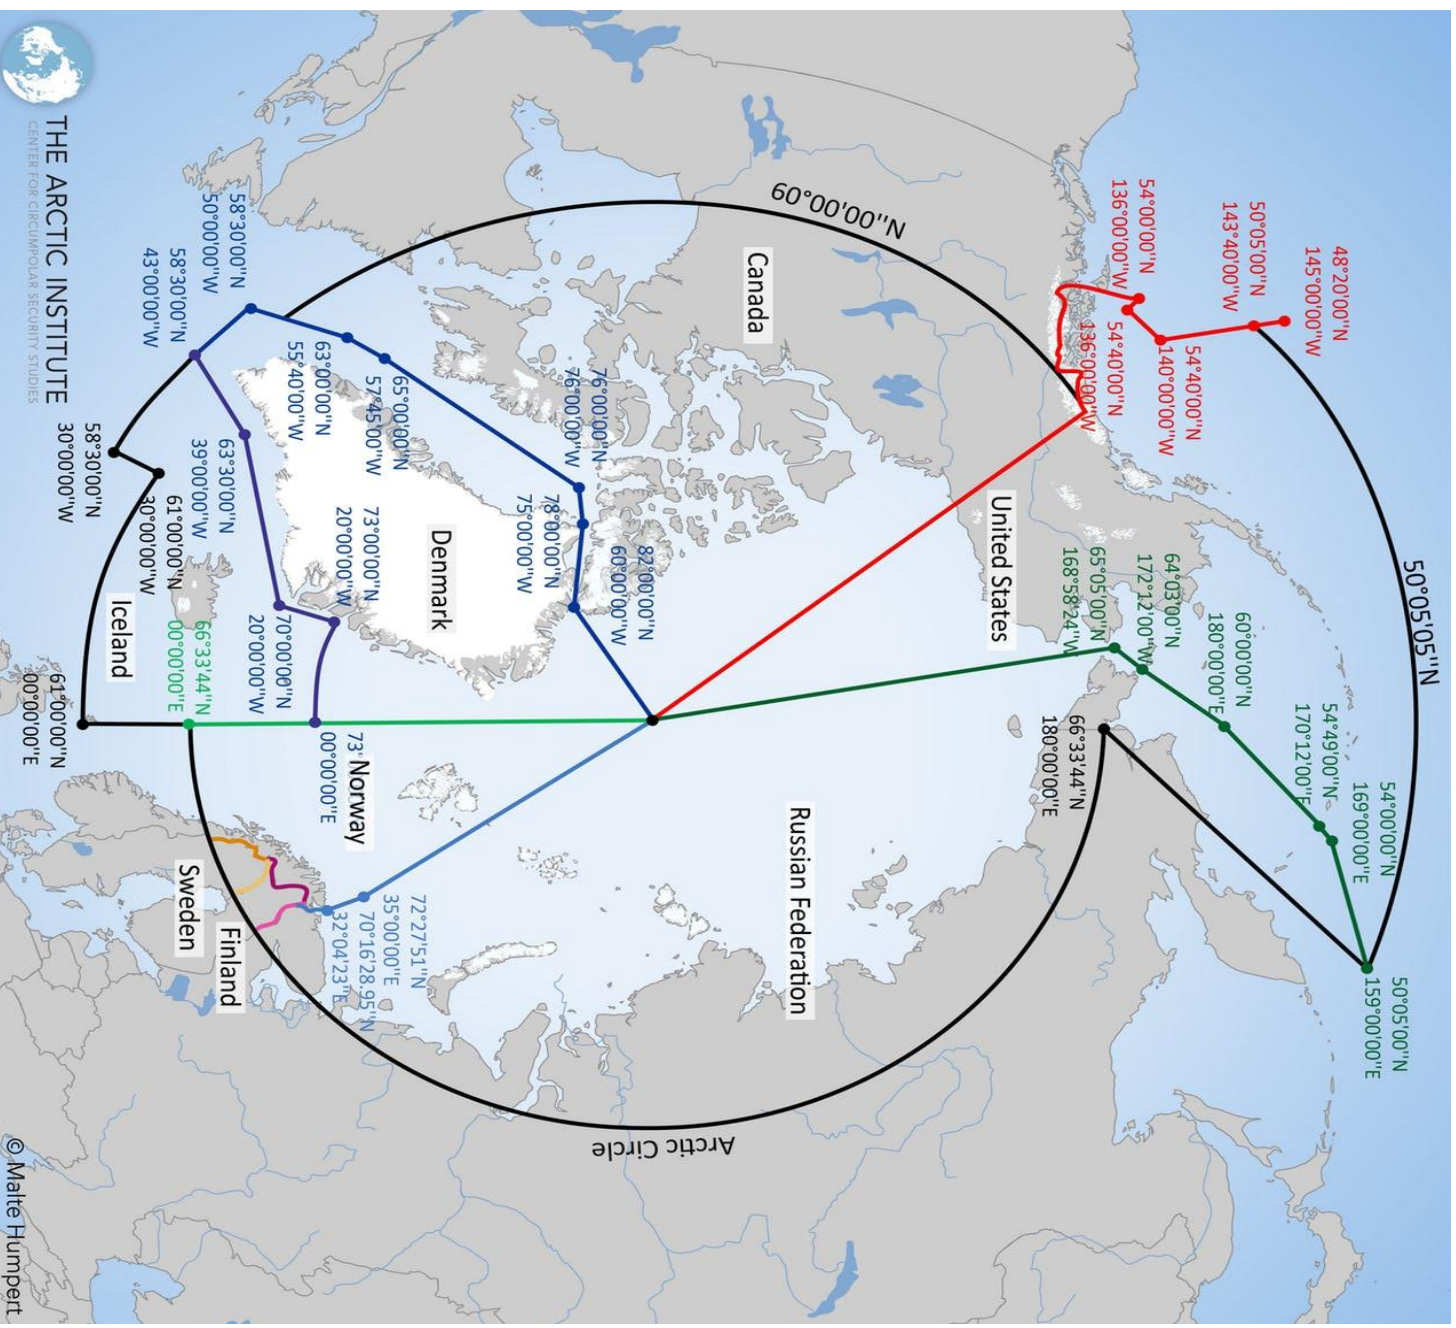 THE ARCTIC INSTITUTE
CENTER FOR CIRCUMPOLAR SECURITY STUDIES
© Malte Humpert
50°05'05''N
60°00'00''N
Arctic Circle
Canada
United States
Russian Federation
Denmark
Iceland
Norway
Sweden
Finland
48°20'00''N
145°00'00''W
50°05'00''N
143°40'00''W
54°00'00''N
136°00'00''W
54°40'00''N
140°00'00''W
54°40'00''N
136°00'00''W
65°05'00''N
168°58'24''W
64°03'00''N
172°12'00''W
60°00'00''N
180°00'00''E
54°49'00''N
170°12'00''E
54°00'00''N
169°00'00''E
50°05'00''N
159°00'00''E
66°33'44''N
180°00'00''E
58°30'00''N
50°00'00''W
58°30'00''N
43°00'00''W
63°00'00''N
55°40'00''W
65°00'00''N
57°45'00''W
76°00'00''N
76°00'00''W
78°00'00''N
75°00'00''W
82°00'00''N
60°00'00''W
63°30'00''N
39°00'00''W
73°00'00''N
20°00'00''W
70°00'00''N
20°00'00''W
58°30'00''N
30°00'00''W
61°00'00''N
30°00'00''W
66°33'44''N
00°00'00''E
61°00'00''N
00°00'00''E
73°
00°00'00''E
72°27'51''N
35°00'00''E
70°16'28.95''N
32°04'23''E